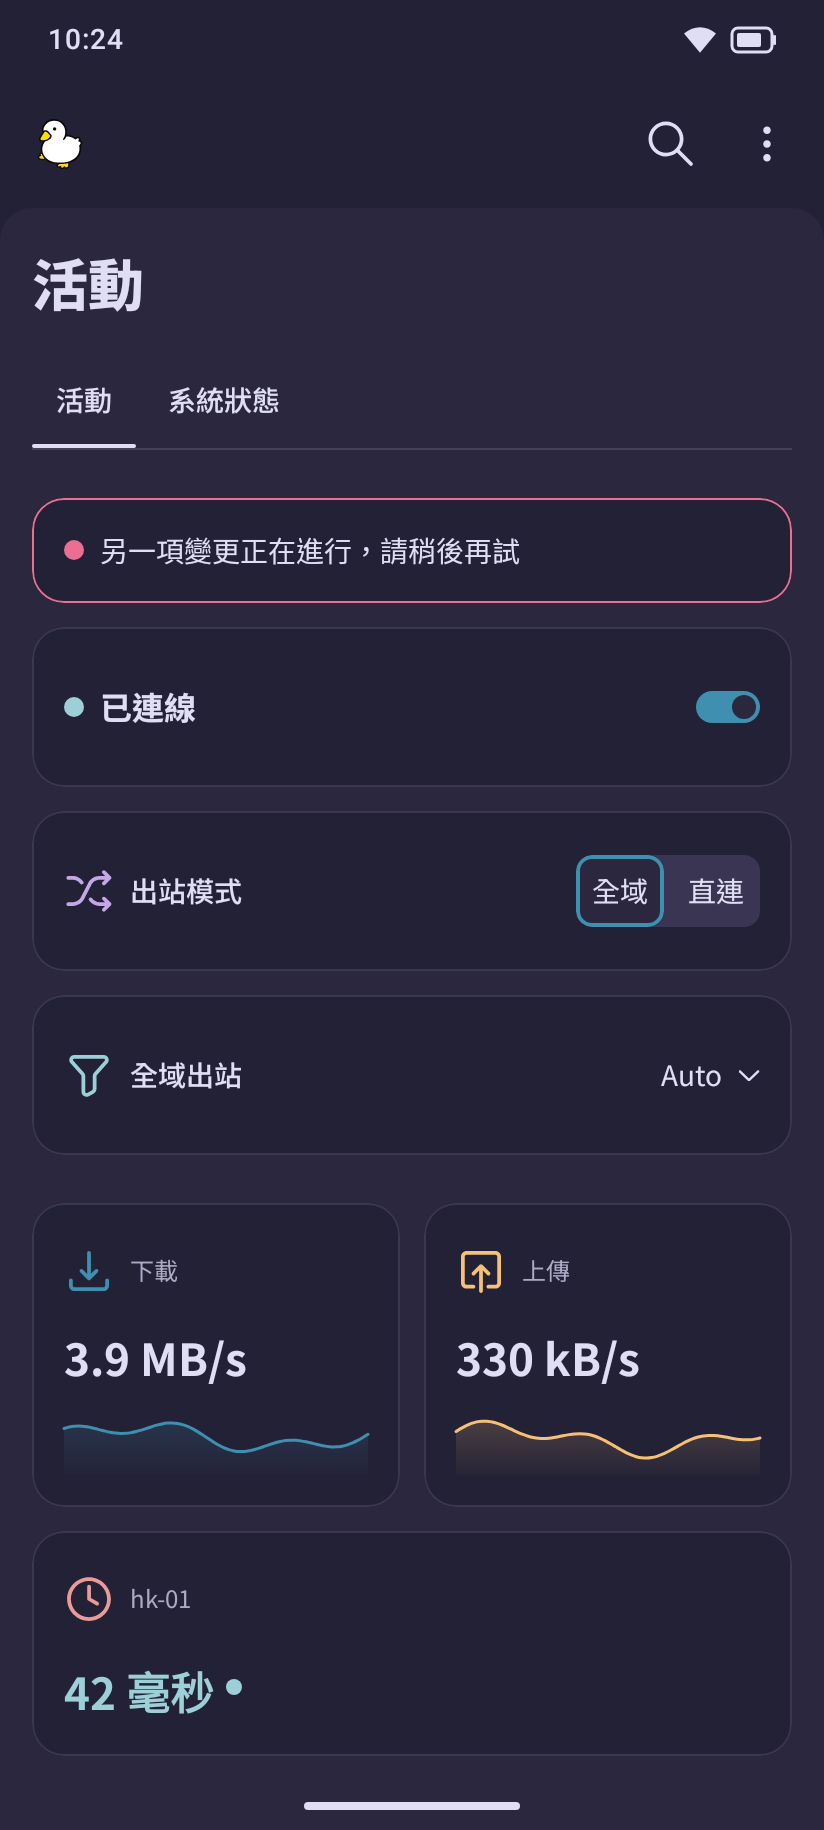 10:24
活動
活動 系統狀態
另一項變更正在進行，請稍後再試
已連線
出站模式 全域 直連
全域出站 Auto
下載
3.9 MB/s
上傳
330 kB/s
hk-01
42 毫秒